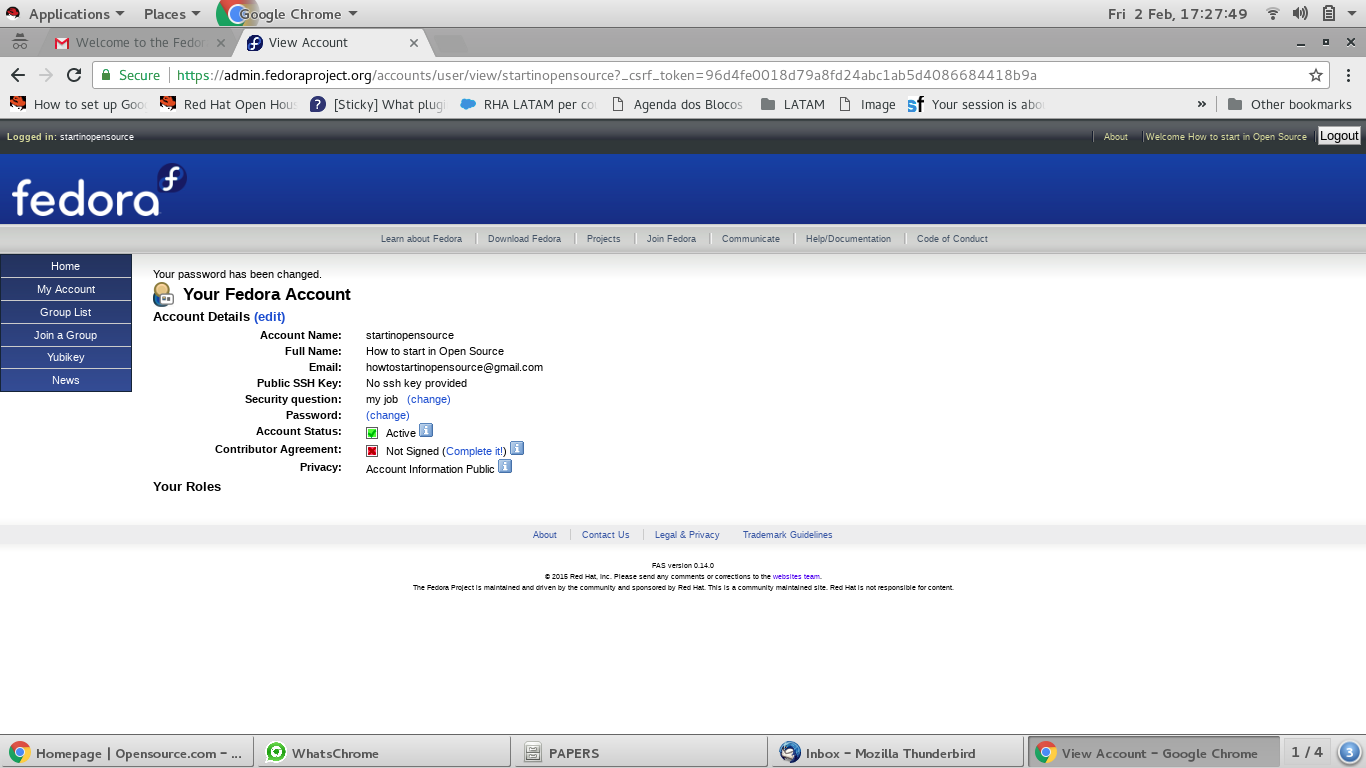 Applications Places Google Chrome Fri 2 Feb, 17:27:49
Welcome to the Fedor View Account
Secure https://admin.fedoraproject.org/accounts/user/view/startinopensource?_csrf_token=96d4fe0018d79a8fd24abc1ab5d4086684418b9a
How to set up Goo Red Hat Open Hous [Sticky] What plugi RHA LATAM per cou Agenda dos Blocos LATAM Image Your session is abou » Other bookmarks
Logged in: startinopensource About Welcome How to start in Open Source Logout
fedora
Learn about Fedora Download Fedora Projects Join Fedora Communicate Help/Documentation Code of Conduct
Home
My Account
Group List
Join a Group
Yubikey
News
Your password has been changed.
Your Fedora Account
Account Details (edit)
Account Name: startinopensource
Full Name: How to start in Open Source
Email: howtostartinopensource@gmail.com
Public SSH Key: No ssh key provided
Security question: my job (change)
Password: (change)
Account Status: Active
Contributor Agreement: Not Signed (Complete it!)
Privacy: Account Information Public
Your Roles
About Contact Us Legal & Privacy Trademark Guidelines
FAS version 0.14.0
© 2015 Red Hat, Inc. Please send any comments or corrections to the websites team.
The Fedora Project is maintained and driven by the community and sponsored by Red Hat. This is a community maintained site. Red Hat is not responsible for content.
Homepage | Opensource.com – ... WhatsChrome PAPERS Inbox – Mozilla Thunderbird View Account – Google Chrome 1 / 4 3